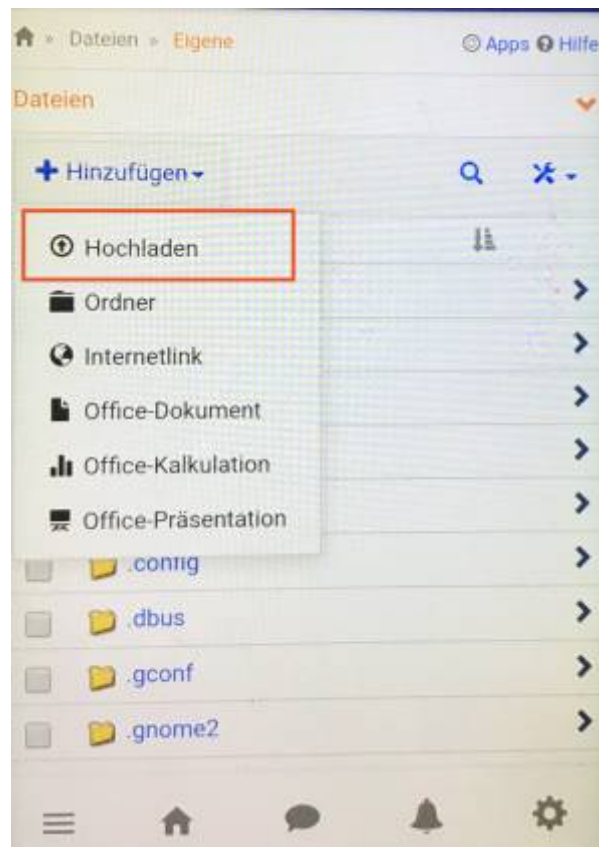 » Dateien » Eigene Apps Hilfe
Dateien
Hinzufügen
Hochladen
Ordner
Internetlink
Office-Dokument
Office-Kalkulation
Office-Präsentation
.config
.dbus
.gconf
.gnome2